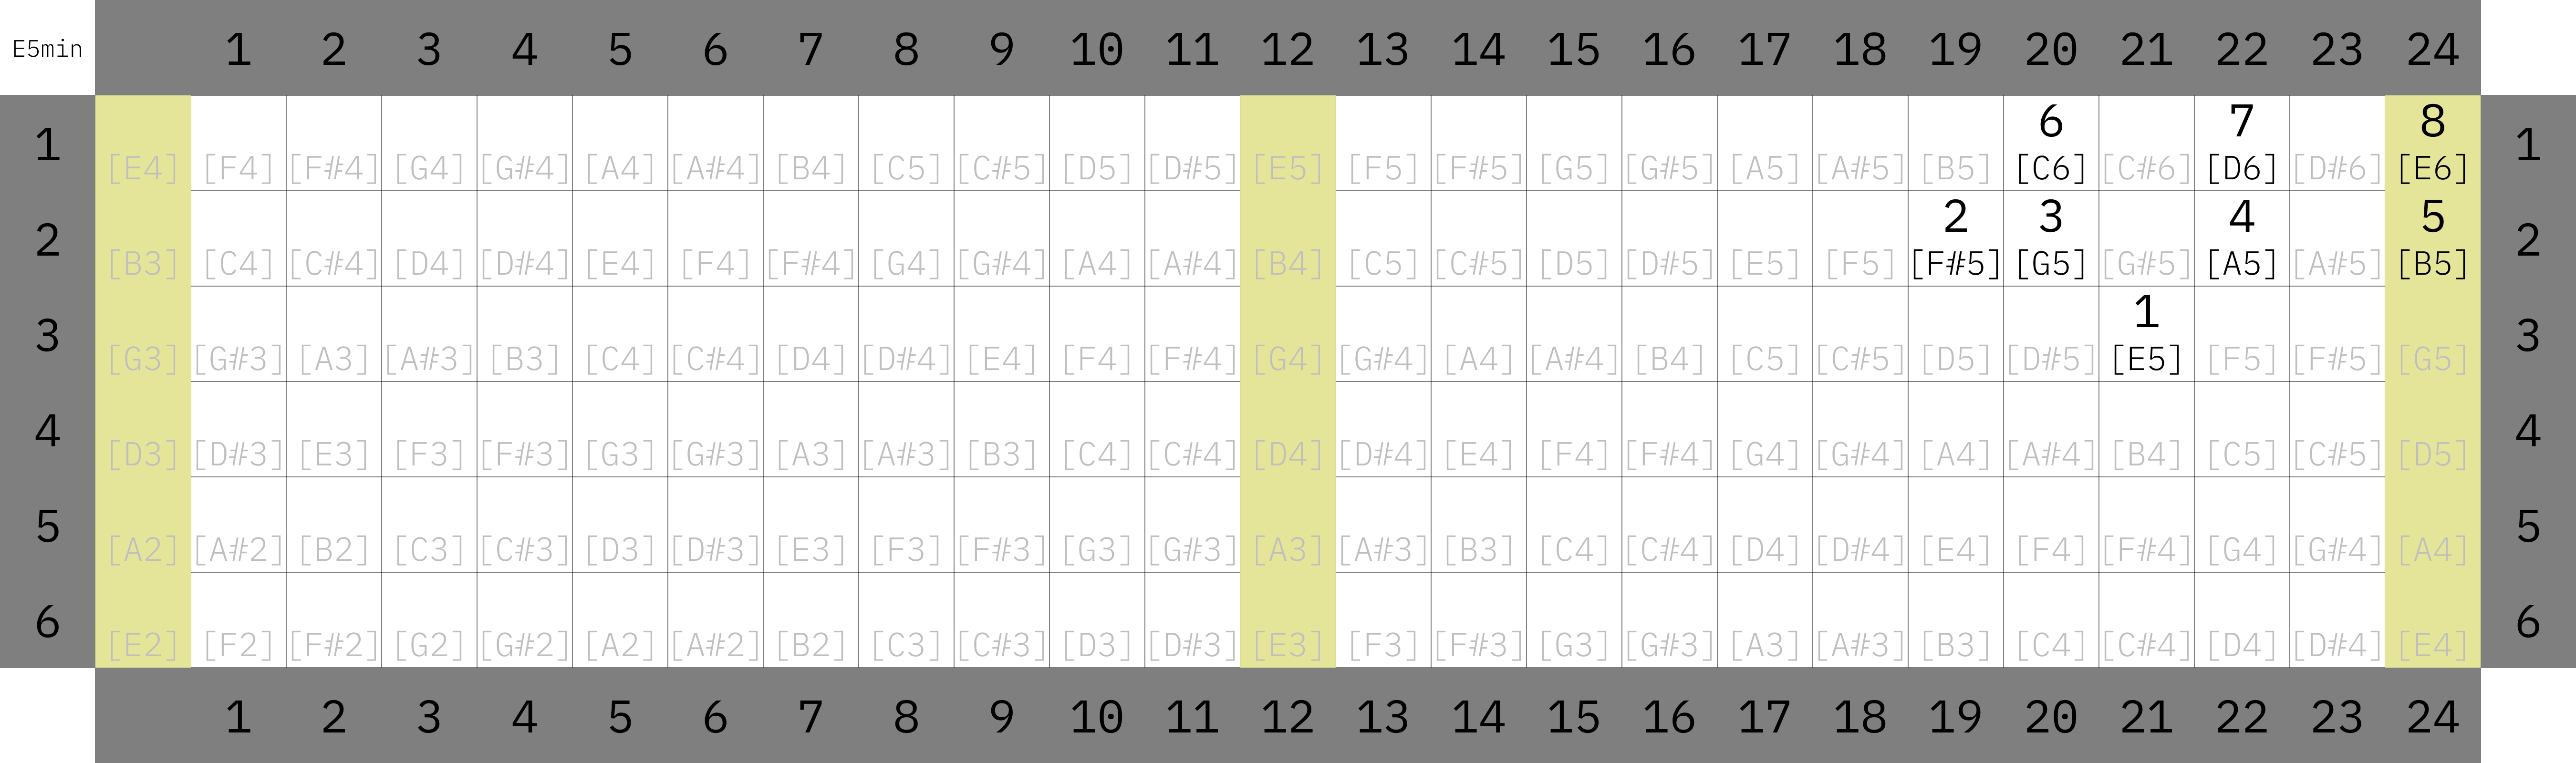 E5min 1 2 3 4 5 6 7 8 9 10 11 12 13 14 15 16 17 18 19 20 21 22 23 24
6 7 8
1 [E4] [F4] [F#4] [G4] [G#4] [A4] [A#4] [B4] [C5] [C#5] [D5] [D#5] [E5] [F5] [F#5] [G5] [G#5] [A5] [A#5] [B5] [C6] [C#6] [D6] [D#6] [E6] 1
2 3 4 5
2 [B3] [C4] [C#4] [D4] [D#4] [E4] [F4] [F#4] [G4] [G#4] [A4] [A#4] [B4] [C5] [C#5] [D5] [D#5] [E5] [F5] [F#5] [G5] [G#5] [A5] [A#5] [B5] 2
1
3 [G3] [G#3] [A3] [A#3] [B3] [C4] [C#4] [D4] [D#4] [E4] [F4] [F#4] [G4] [G#4] [A4] [A#4] [B4] [C5] [C#5] [D5] [D#5] [E5] [F5] [F#5] [G5] 3
4 [D3] [D#3] [E3] [F3] [F#3] [G3] [G#3] [A3] [A#3] [B3] [C4] [C#4] [D4] [D#4] [E4] [F4] [F#4] [G4] [G#4] [A4] [A#4] [B4] [C5] [C#5] [D5] 4
5 [A2] [A#2] [B2] [C3] [C#3] [D3] [D#3] [E3] [F3] [F#3] [G3] [G#3] [A3] [A#3] [B3] [C4] [C#4] [D4] [D#4] [E4] [F4] [F#4] [G4] [G#4] [A4] 5
6 [E2] [F2] [F#2] [G2] [G#2] [A2] [A#2] [B2] [C3] [C#3] [D3] [D#3] [E3] [F3] [F#3] [G3] [G#3] [A3] [A#3] [B3] [C4] [C#4] [D4] [D#4] [E4] 6
1 2 3 4 5 6 7 8 9 10 11 12 13 14 15 16 17 18 19 20 21 22 23 24